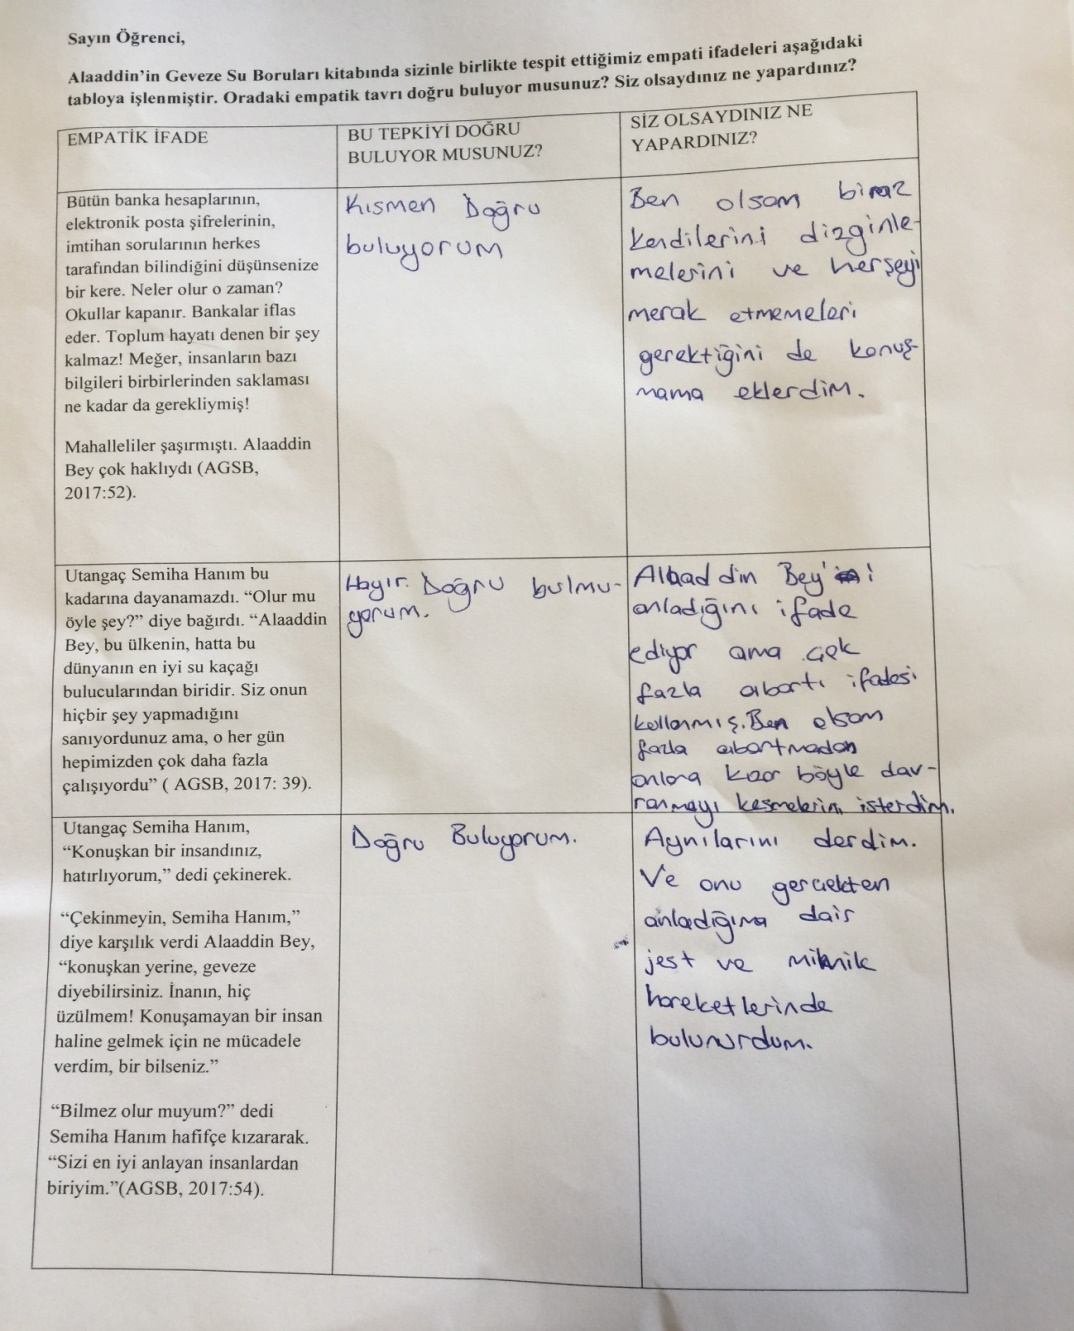 Sayın Öğrenci,
Alaaddin'in Geveze Su Boruları kitabında sizinle birlikte tespit ettiğimiz empati ifadeleri aşağıdaki
tabloya işlenmiştir. Oradaki empatik tavrı doğru buluyor musunuz? Siz olsaydınız ne yapardınız?
EMPATİK İFADE
BU TEPKİYİ DOĞRU
BULUYOR MUSUNUZ?
SİZ OLSAYDINIZ NE
YAPARDINIZ?
Bütün banka hesaplarının,
elektronik posta şifrelerinin,
imtihan sorularının herkes
tarafından bilindiğini düşünsenize
bir kere. Neler olur o zaman?
Okullar kapanır. Bankalar iflas
eder. Toplum hayatı denen bir şey
kalmaz! Meğer, insanların bazı
bilgileri birbirlerinden saklaması
ne kadar da gerekliymiş!
Mahalleliler şaşırmıştı. Alaaddin
Bey çok haklıydı (AGSB,
2017:52).
Kısmen Doğru
buluyorum
Ben olsam biraz
kendilerini dizginle-
melerini ve herşeyi
merak etmemeleri
gerektiğini de konuş-
mama eklerdim.
Utangaç Semiha Hanım bu
kadarına dayanamazdı. "Olur mu
öyle şey?" diye bağırdı. "Alaaddin
Bey, bu ülkenin, hatta bu
dünyanın en iyi su kaçağı
bulucularından biridir. Siz onun
hiçbir şey yapmadığını
sanıyordunuz ama, o her gün
hepimizden çok daha fazla
çalışıyordu" ( AGSB, 2017: 39).
Hayır. Doğru bulmu-
yorum.
Alaaddin Bey'i
anladığını ifade
ediyor ama çok
fazla abartı ifadesi
kullanmış. Ben olsam
fazla abartmadan
onlara kaar böyle dav-
ranmayı kesmelerini isterdim.
Utangaç Semiha Hanım,
"Konuşkan bir insandınız,
hatırlıyorum," dedi çekinerek.
"Çekinmeyin, Semiha Hanım,"
diye karşılık verdi Alaaddin Bey,
"konuşkan yerine, geveze
diyebilirsiniz. İnanın, hiç
üzülmem! Konuşamayan bir insan
haline gelmek için ne mücadele
verdim, bir bilseniz."
"Bilmez olur muyum?" dedi
Semiha Hanım hafifçe kızararak.
"Sizi en iyi anlayan insanlardan
biriyim."(AGSB, 2017:54).
Doğru Buluyorum.
Aynılarını derdim.
Ve onu gerçekten
anladığıma dair
jest ve mimik
hareketlerinde
bulunurdum.